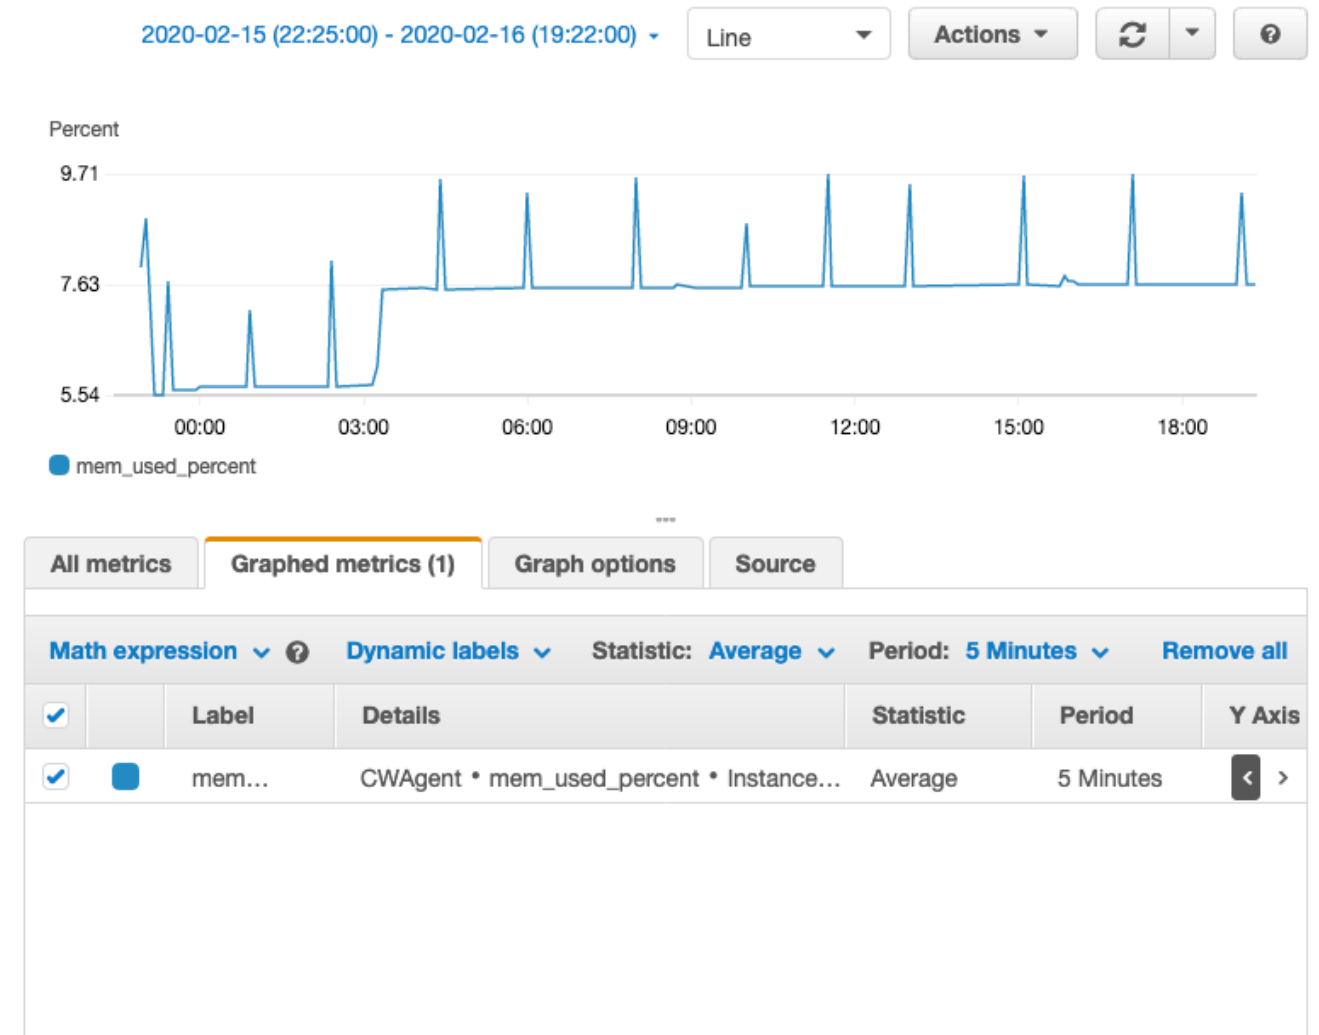 2020-02-15 (22:25:00) - 2020-02-16 (19:22:00) Line Actions ?
Percent
9.71
7.63
5.54
00:00 03:00 06:00 09:00 12:00 15:00 18:00
mem_used_percent
All metrics Graphed metrics (1) Graph options Source
Math expression ? Dynamic labels Statistic: Average Period: 5 Minutes Remove all
Label Details Statistic Period Y Axis
mem... CWAgent • mem_used_percent • Instance... Average 5 Minutes < >